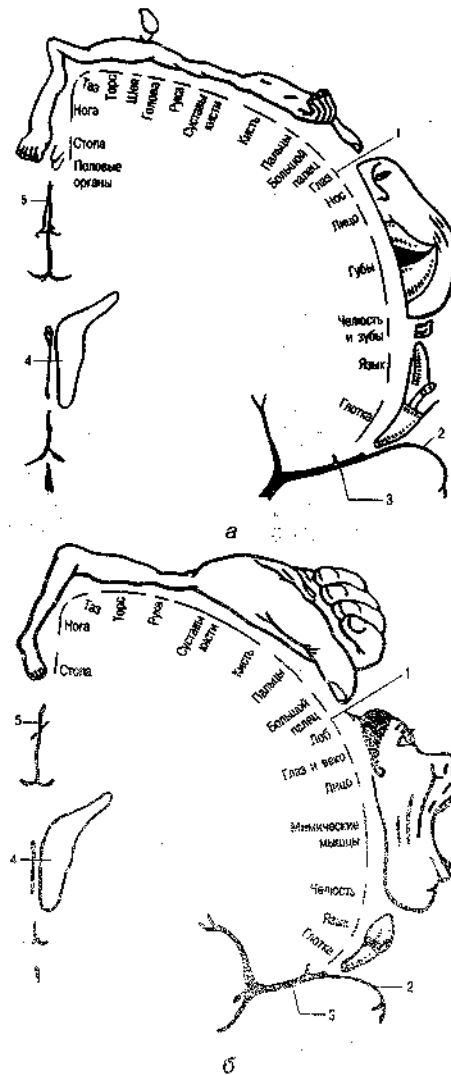 Таз
Торс
Шея
Голова
Рука
Суставы
кисти
Кисть
Пальцы
Большой
палец
Глаз
Нос
Лицо
Губы
Челюсть
и зубы
Язык
Глотка
Нога
Стопа
Половые
органы
1
5
4
2
3
а
Нога
Таз
Торс
Рука
Суставы
кисти
Кисть
Пальцы
Большой
палец
Лоб
Глаз и веко
Лицо
Мимические
мышцы
Челюсть
Язык
Глотка
Стопа
1
5
4
2
3
б